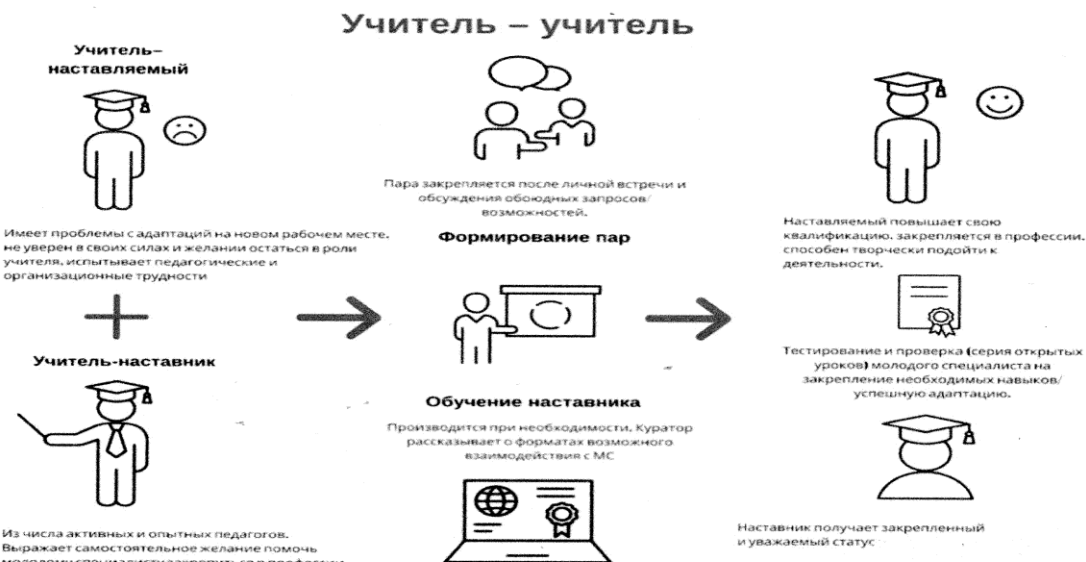 Учитель – учитель
Учитель–
наставляемый
Имеет проблемы с адаптаций на новом рабочем месте.
не уверен в своих силах и желании остаться в роли
учителя. испытывает педагогические и
организационные трудности
Учитель-наставник
Из числа активных и опытных педагогов.
Выражает самостоятельное желание помочь
молодому специалисту закрепиться в профессии
Пара закрепляется после личной встречи и
обсуждения обоюдных запросов/
возможностей.
Формирование пар
Обучение наставника
Производится при необходимости. Куратор
рассказывает о форматах возможного
взаимодействия с МС
Наставляемый повышает свою
квалификацию. закрепляется в профессии.
способен творчески подойти к
деятельности.
Тестирование и проверка (серия открытых
уроков) молодого специалиста на
закрепление необходимых навыков/
успешную адаптацию.
Наставник получает закрепленный
и уважаемый статус